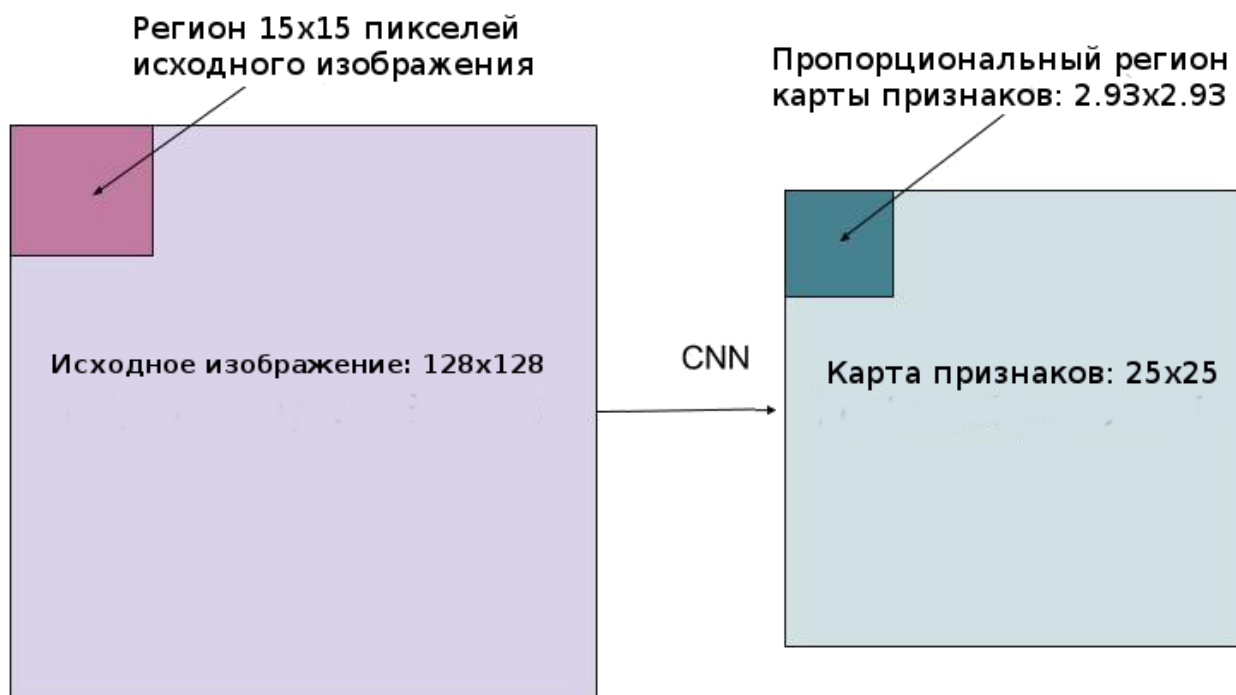 Регион 15x15 пикселей
исходного изображения
Пропорциональный регион
карты признаков: 2.93x2.93
Исходное изображение: 128x128
CNN
Карта признаков: 25x25